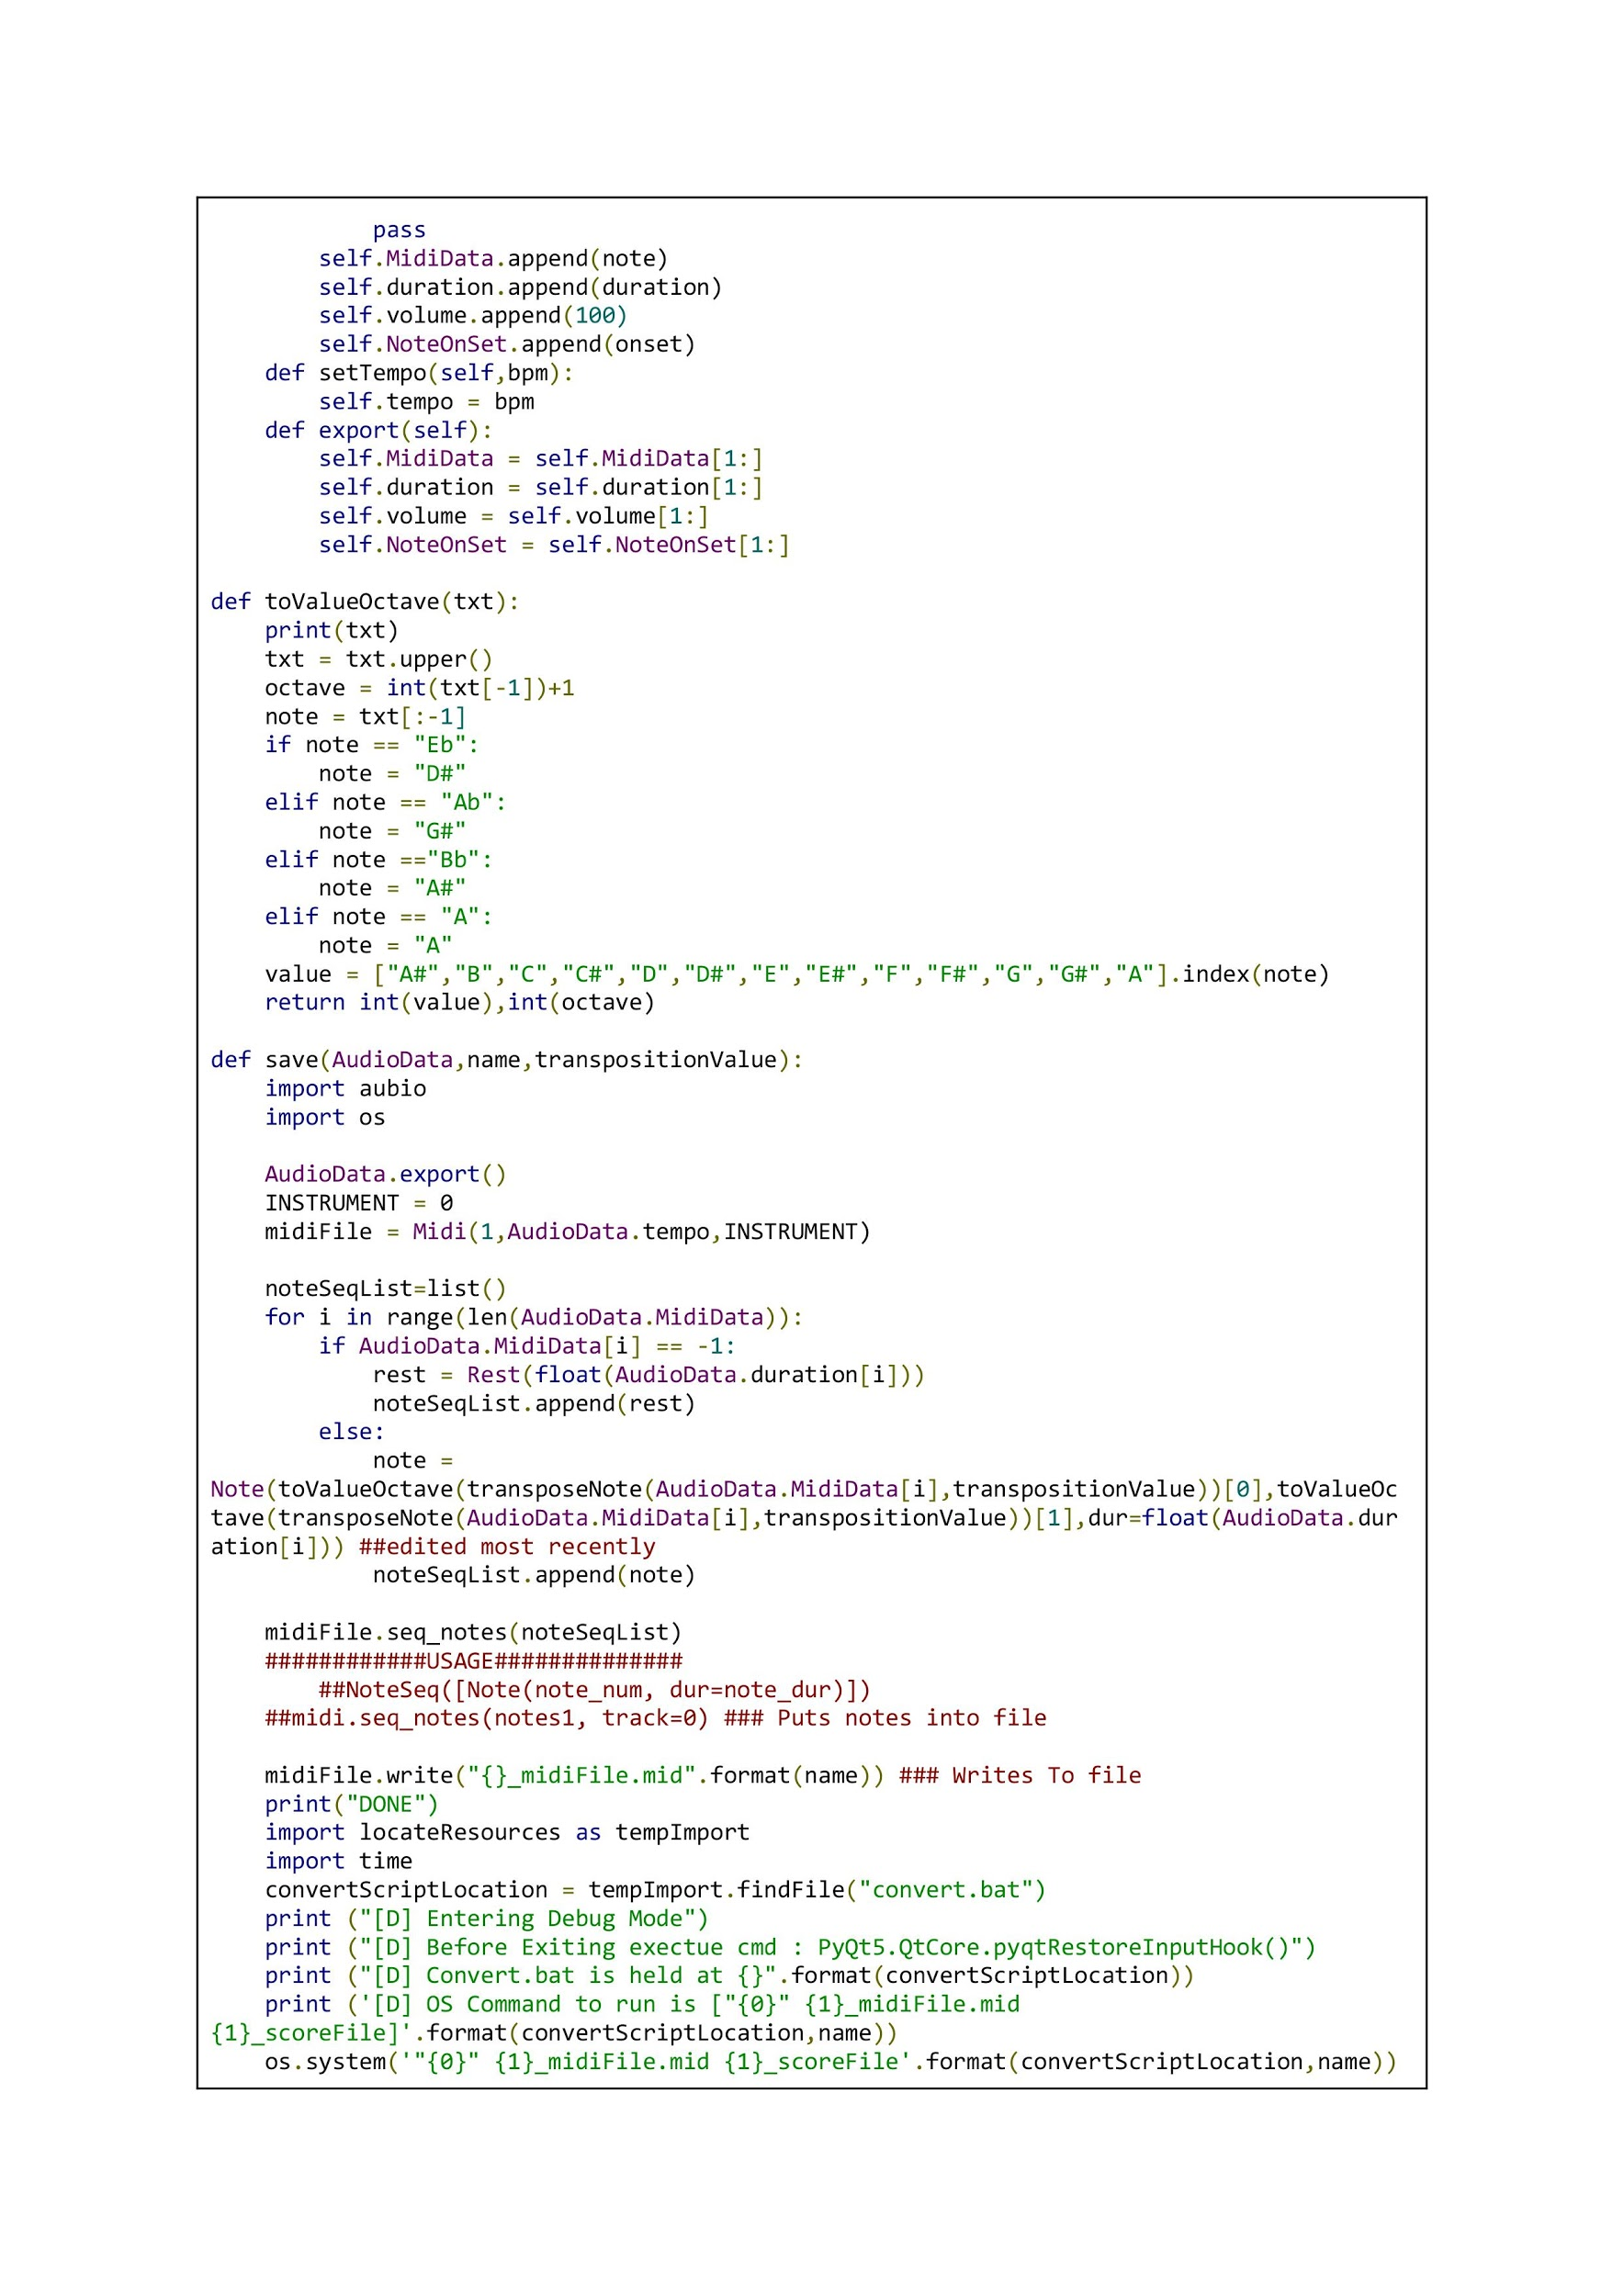 pass
        self.MidiData.append(note)
        self.duration.append(duration)
        self.volume.append(100)
        self.NoteOnSet.append(onset)
    def setTempo(self,bpm):
        self.tempo = bpm
    def export(self):
        self.MidiData = self.MidiData[1:]
        self.duration = self.duration[1:]
        self.volume = self.volume[1:]
        self.NoteOnSet = self.NoteOnSet[1:]

def toValueOctave(txt):
    print(txt)
    txt = txt.upper()
    octave = int(txt[-1])+1
    note = txt[:-1]
    if note == "Eb":
        note = "D#"
    elif note == "Ab":
        note = "G#"
    elif note =="Bb":
        note = "A#"
    elif note == "A":
        note = "A"
    value = ["A#","B","C","C#","D","D#","E","E#","F","F#","G","G#","A"].index(note)
    return int(value),int(octave)

def save(AudioData,name,transpositionValue):
    import aubio
    import os

    AudioData.export()
    INSTRUMENT = 0
    midiFile = Midi(1,AudioData.tempo,INSTRUMENT)

    noteSeqList=list()
    for i in range(len(AudioData.MidiData)):
        if AudioData.MidiData[i] == -1:
            rest = Rest(float(AudioData.duration[i]))
            noteSeqList.append(rest)
        else:
            note =
Note(toValueOctave(transposeNote(AudioData.MidiData[i],transpositionValue))[0],toValueOc
tave(transposeNote(AudioData.MidiData[i],transpositionValue))[1],dur=float(AudioData.dur
ation[i])) ##edited most recently
            noteSeqList.append(note)

    midiFile.seq_notes(noteSeqList)
    ############USAGE##############
        ##NoteSeq([Note(note_num, dur=note_dur)])
    ##midi.seq_notes(notes1, track=0) ### Puts notes into file

    midiFile.write("{}_midiFile.mid".format(name)) ### Writes To file
    print("DONE")
    import locateResources as tempImport
    import time
    convertScriptLocation = tempImport.findFile("convert.bat")
    print ("[D] Entering Debug Mode")
    print ("[D] Before Exiting exectue cmd : PyQt5.QtCore.pyqtRestoreInputHook()")
    print ("[D] Convert.bat is held at {}".format(convertScriptLocation))
    print ('[D] OS Command to run is ["{0}" {1}_midiFile.mid
{1}_scoreFile]'.format(convertScriptLocation,name))
    os.system('"{0}" {1}_midiFile.mid {1}_scoreFile'.format(convertScriptLocation,name))